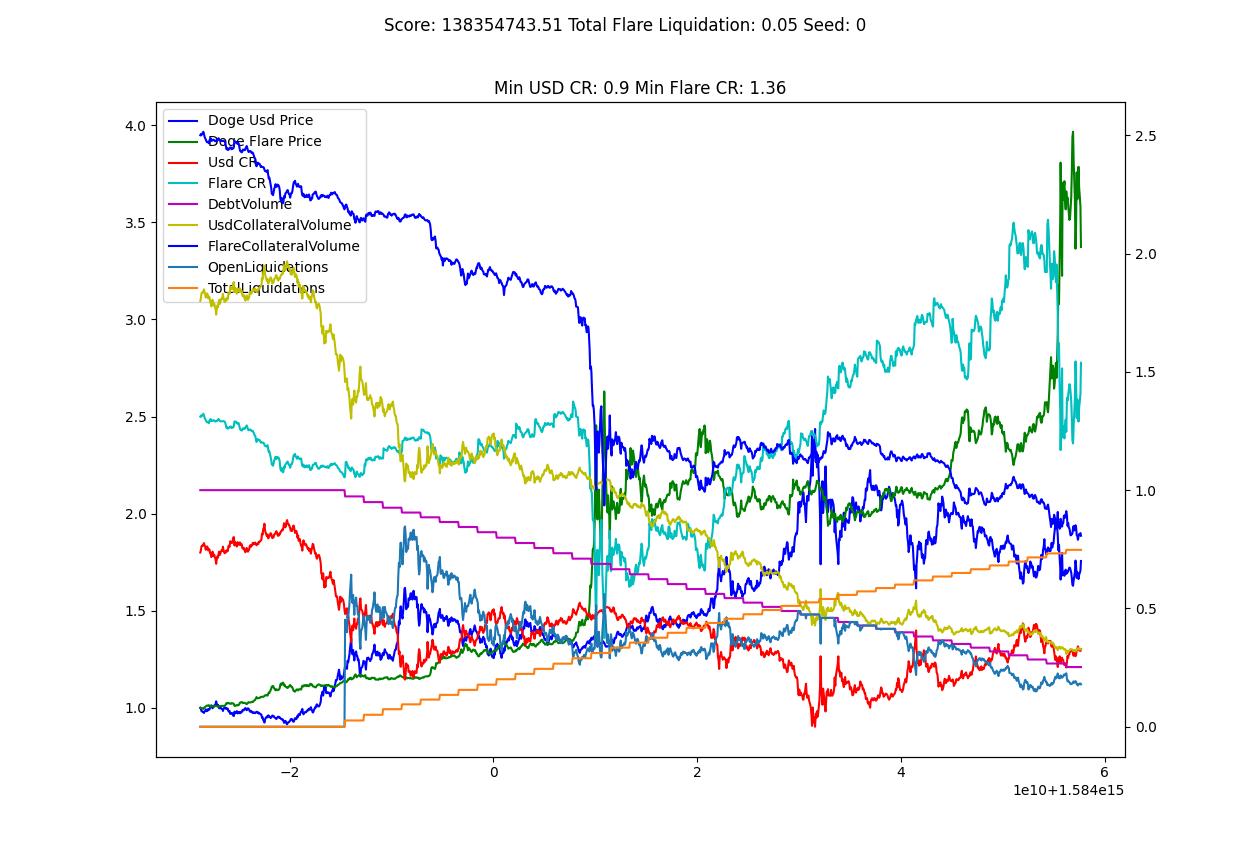 Score: 138354743.51 Total Flare Liquidation: 0.05 Seed: 0
Min USD CR: 0.9 Min Flare CR: 1.36
Doge Usd Price
Doge Flare Price
Usd CR
Flare CR
DebtVolume
UsdCollateralVolume
FlareCollateralVolume
OpenLiquidations
TotalLiquidations
4.0
3.5
3.0
2.5
2.0
1.5
1.0
2.5
2.0
1.5
1.0
0.5
0.0
−2
0
2
4
6
1e10+1.584e15